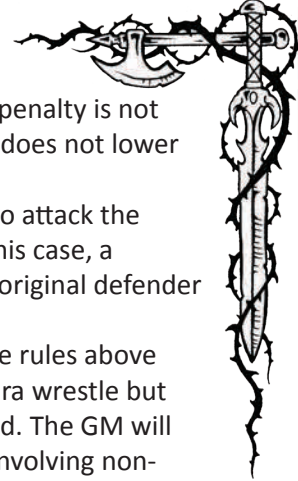 penalty is not
does not lower
o attack the
his case, a
original defender
e rules above
ra wrestle but
d. The GM will
nvolving non-